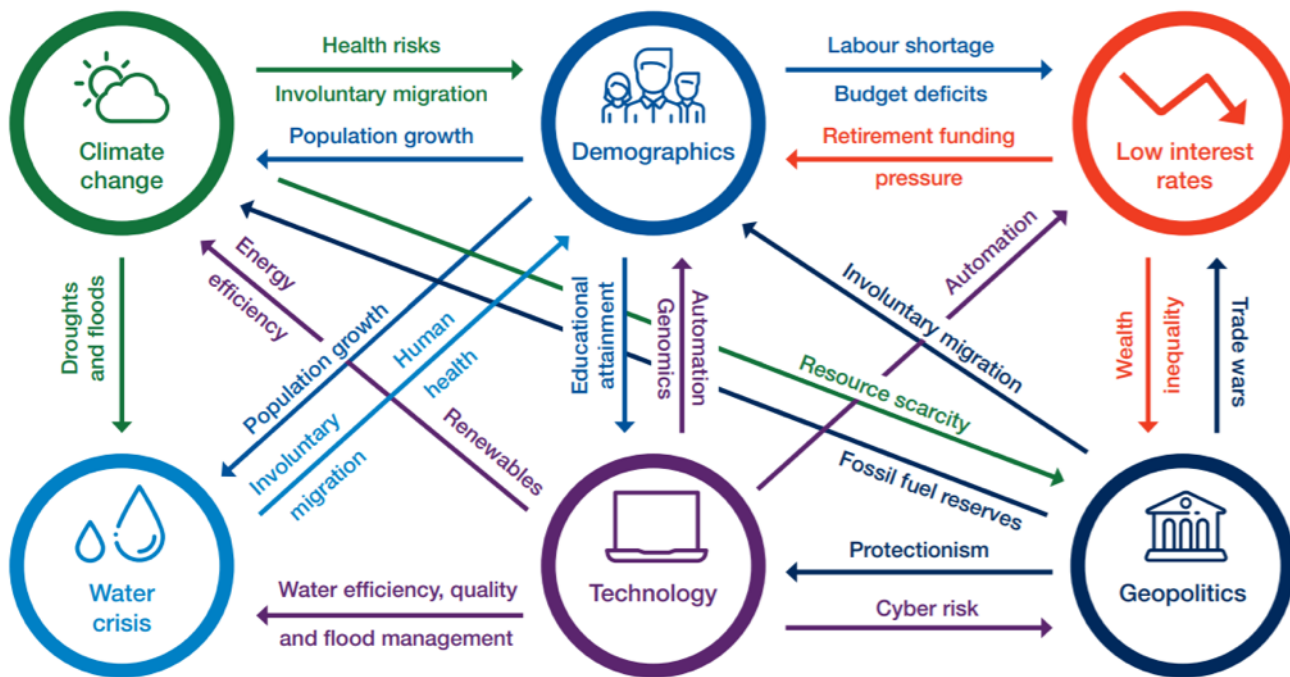 Health risks
Involuntary migration
Population growth
Labour shortage
Budget deficits
Retirement funding
pressure
Climate
change
Demographics
Low interest
rates
Energy
efficiency
Automation
Involuntary migration
Droughts
and floods
Population growth
Human
health
Educational
attainment
Automation
Genomics
Wealth
inequality
Trade wars
Resource scarcity
Involuntary
migration
Renewables
Fossil fuel reserves
Water
crisis
Water efficiency, quality
and flood management
Technology
Protectionism
Cyber risk
Geopolitics